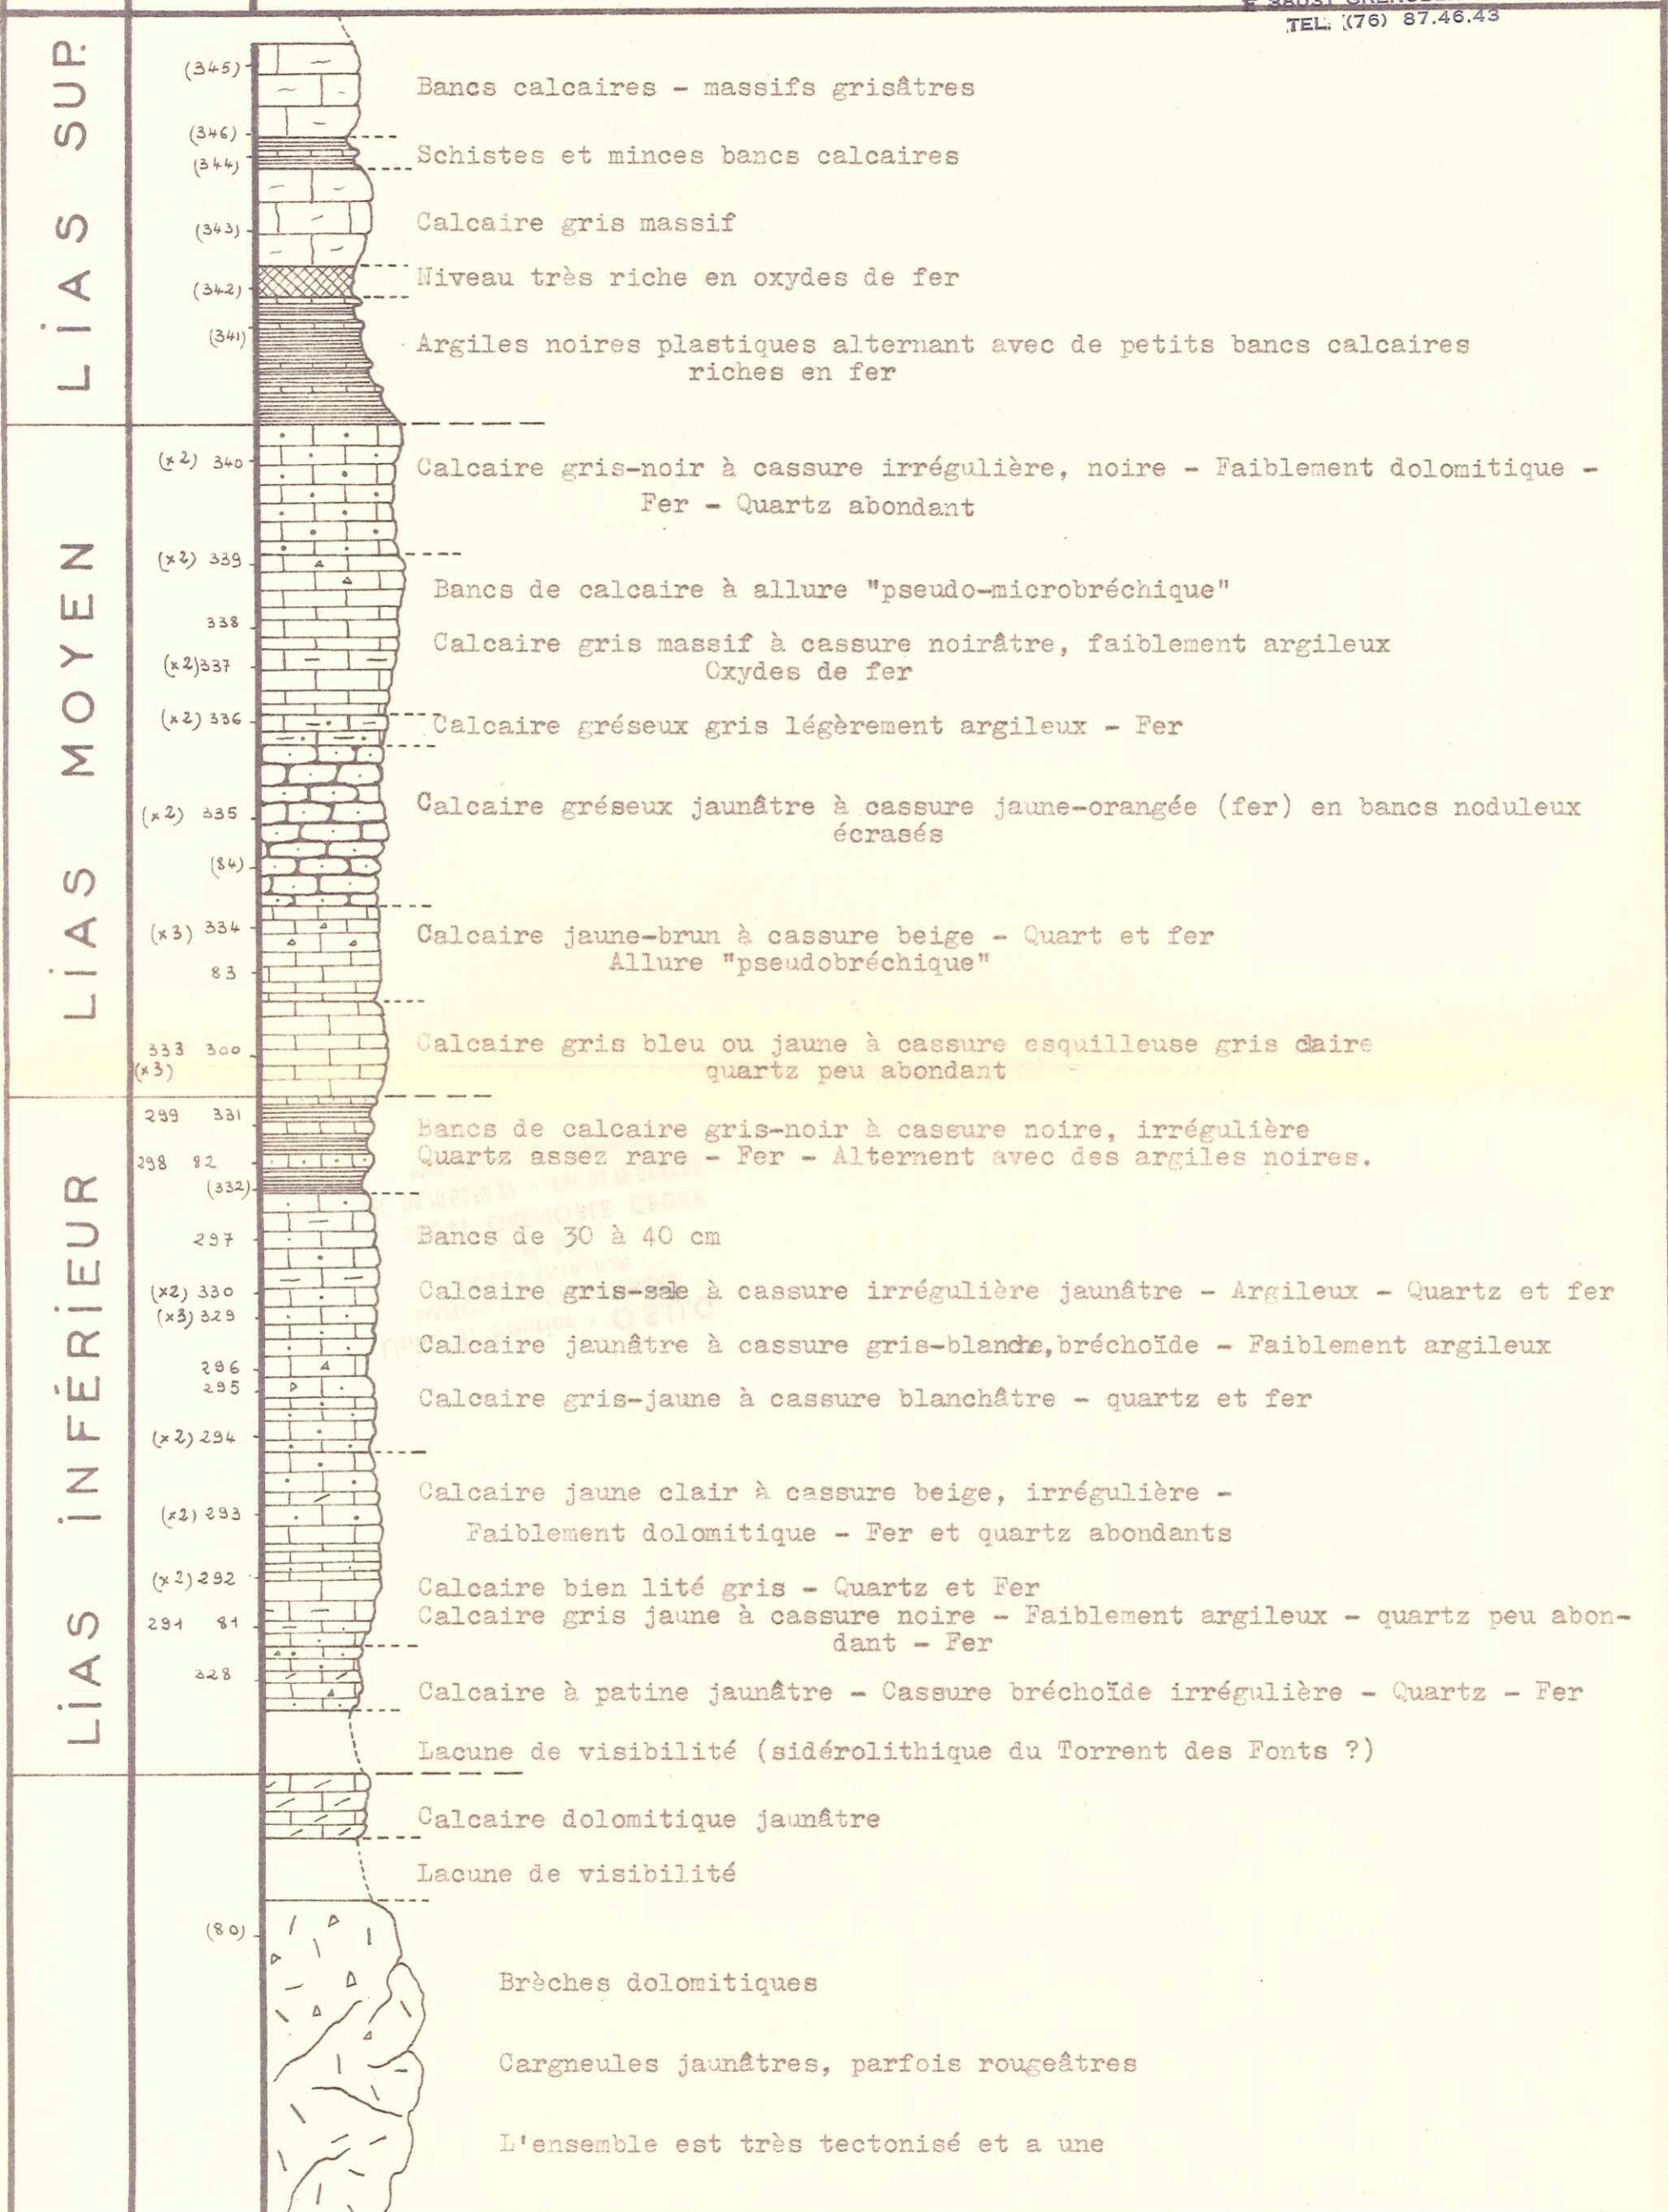 TEL: (76) 87.46.43
LIAS SUP.
(345)
Bancs calcaires - massifs grisâtres
(346)
(344)
Schistes et minces bancs calcaires
(343)
Calcaire gris massif
(342)
Niveau très riche en oxydes de fer
(341)
Argiles noires plastiques alternant avec de petits bancs calcaires
riches en fer
LIAS MOYEN
(x2) 340
Calcaire gris-noir à cassure irrégulière, noire - Faiblement dolomitique -
Fer - Quartz abondant
(x2) 339
Bancs de calcaire à allure "pseudo-microbréchique"
338
Calcaire gris massif à cassure noirâtre, faiblement argileux
(x2) 337
Oxydes de fer
(x2) 336
Calcaire gréseux gris légèrement argileux - Fer
(x2) 335
Calcaire gréseux jaunâtre à cassure jaune-orangée (fer) en bancs noduleux
écrasés
(84)
(x3) 334
Calcaire jaune-brun à cassure beige - Quart et fer
Allure "pseudobréchique"
83
333 300
(x3)
Calcaire gris bleu ou jaune à cassure esquilleuse gris claire
quartz peu abondant
LIAS INFÉRIEUR
299 331
Bancs de calcaire gris-noir à cassure noire, irrégulière
298 82
Quartz assez rare - Fer - Alternent avec des argiles noires.
(332)
297
Bancs de 30 à 40 cm
(x2) 330
Calcaire gris-sale à cassure irrégulière jaunâtre - Argileux - Quartz et fer
(x3) 329
Calcaire jaunâtre à cassure gris-blanche, bréchoïde - Faiblement argileux
296
295
Calcaire gris-jaune à cassure blanchâtre - quartz et fer
(x2) 294
Calcaire jaune clair à cassure beige, irrégulière -
(x2) 293
Faiblement dolomitique - Fer et quartz abondants
(x2) 292
Calcaire bien lité gris - Quartz et Fer
291 81
Calcaire gris jaune à cassure noire - Faiblement argileux - quartz peu abon-
dant - Fer
328
Calcaire à patine jaunâtre - Cassure bréchoïde irrégulière - Quartz - Fer
Lacune de visibilité (sidérolithique du Torrent des Fonts ?)
Calcaire dolomitique jaunâtre
Lacune de visibilité
(80)
Brèches dolomitiques
Cargneules jaunâtres, parfois rougeâtres
L'ensemble est très tectonisé et a une